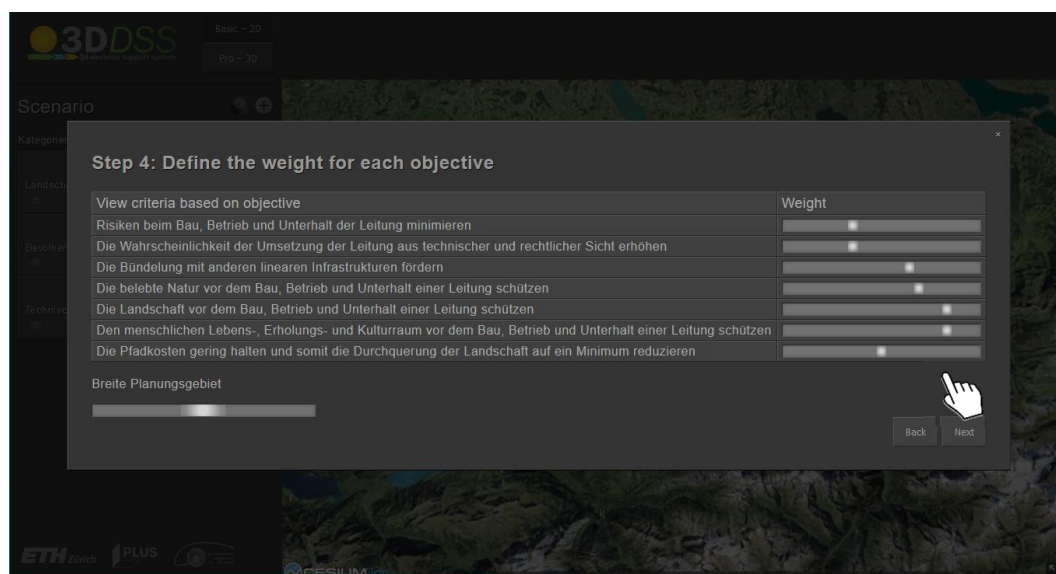 3DDSS
3d decision support system
Basic – 2D
Pro – 3D
Scenario
Kategorien
Landsch
Bevölker
Technisc
×
Step 4: Define the weight for each objective
View criteria based on objective Weight
Risiken beim Bau, Betrieb und Unterhalt der Leitung minimieren
Die Wahrscheinlichkeit der Umsetzung der Leitung aus technischer und rechtlicher Sicht erhöhen
Die Bündelung mit anderen linearen Infrastrukturen fördern
Die belebte Natur vor dem Bau, Betrieb und Unterhalt einer Leitung schützen
Die Landschaft vor dem Bau, Betrieb und Unterhalt einer Leitung schützen
Den menschlichen Lebens-, Erholungs- und Kulturraum vor dem Bau, Betrieb und Unterhalt einer Leitung schützen
Die Pfadkosten gering halten und somit die Durchquerung der Landschaft auf ein Minimum reduzieren
Breite Planungsgebiet
Back Next
ETH Zürich PLUS
CESIUM ion